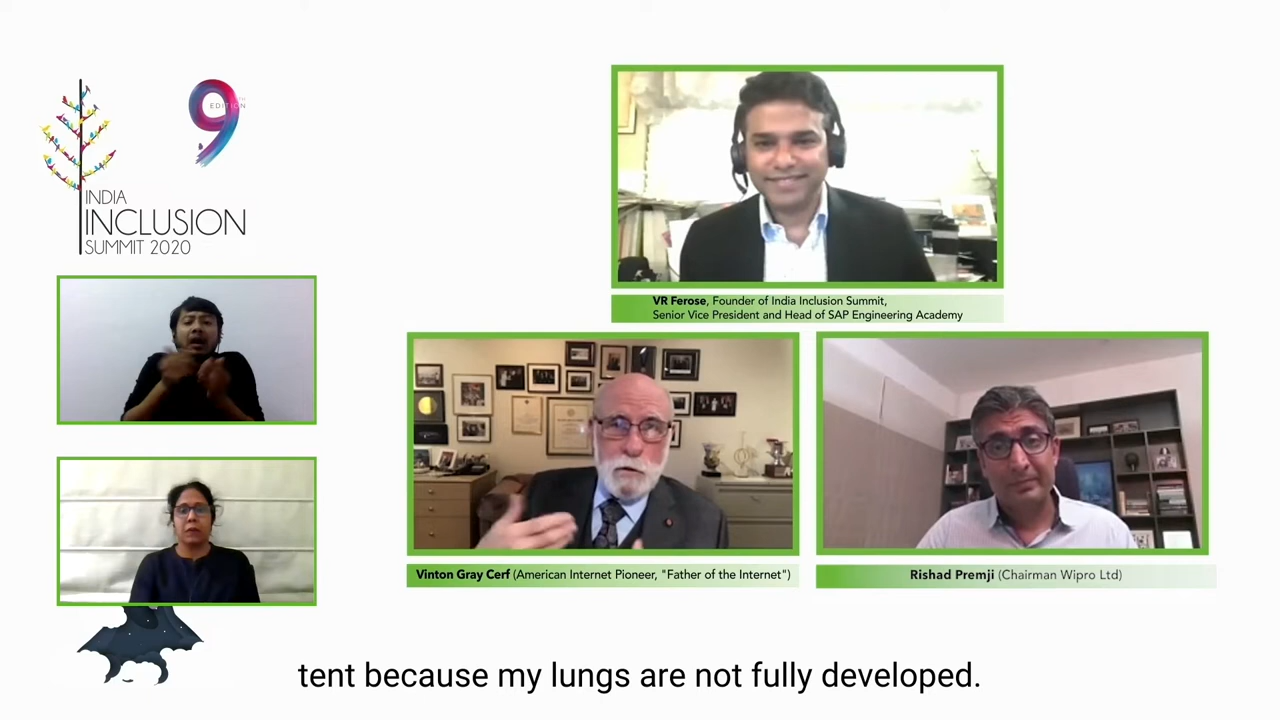 9
EDITION
INDIA
INCLUSION
SUMMIT 2020
VR Ferose, Founder of India Inclusion Summit,
Senior Vice President and Head of SAP Engineering Academy
Vinton Gray Cerf (American Internet Pioneer, "Father of the Internet")
Rishad Premji (Chairman Wipro Ltd)
tent because my lungs are not fully developed.